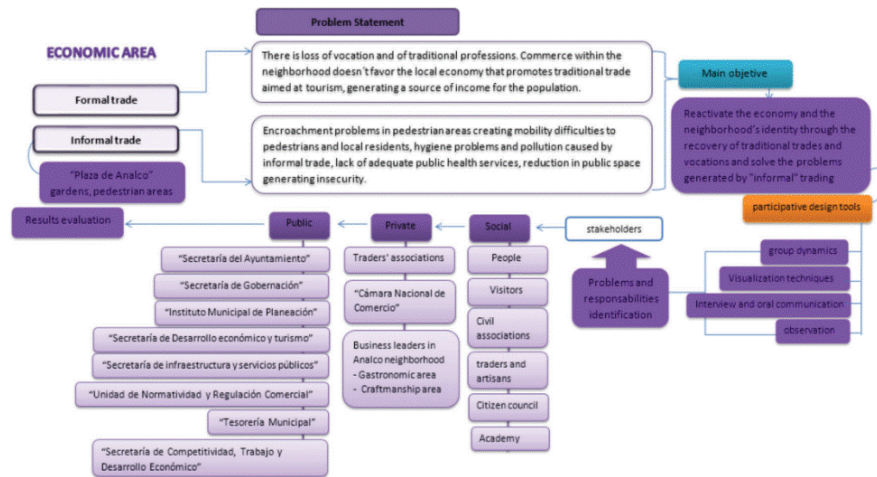 Problem Statement
ECONOMIC AREA
There is loss of vocation and of traditional professions. Commerce within the
neighborhood doesn´t favor the local economy that promotes traditional trade
aimed at tourism, generating a source of income for the population.
Formal trade
Informal trade
Encroachment problems in pedestrian areas creating mobility difficulties to
pedestrians and local residents, hygiene problems and pollution caused by
informal trade, lack of adequate public health services, reduction in public space
generating insecurity.
"Plaza de Analco"
gardens, pedestrian areas
Main objetive
Reactivate the economy and the
neighborhood's identity through the
recovery of traditional trades and
vocations and solve the problems
generated by "informal" trading
participative design tools
group dynamics
Visualization techniques
Interview and oral communication
observation
Problems and
responsabilities
identification
stakeholders
Social
People
Visitors
Civil
associations
traders and
artisans
Citizen council
Academy
Private
Traders' associations
"Cámara Nacional de
Comercio"
Business leaders in
Analco neighborhood
- Gastronomic area
- Craftmanship area
Public
"Secretaría del Ayuntamiento"
"Secretaría de Gobernación"
"Instituto Municipal de Planeación"
"Secretaría de Desarrollo económico y turismo"
"Secretaría de infraestructura y servicios públicos"
"Unidad de Normatividad y Regulación Comercial"
"Tesorería Municipal"
"Secretaría de Competitividad, Trabajo y
Desarrollo Económico"
Results evaluation